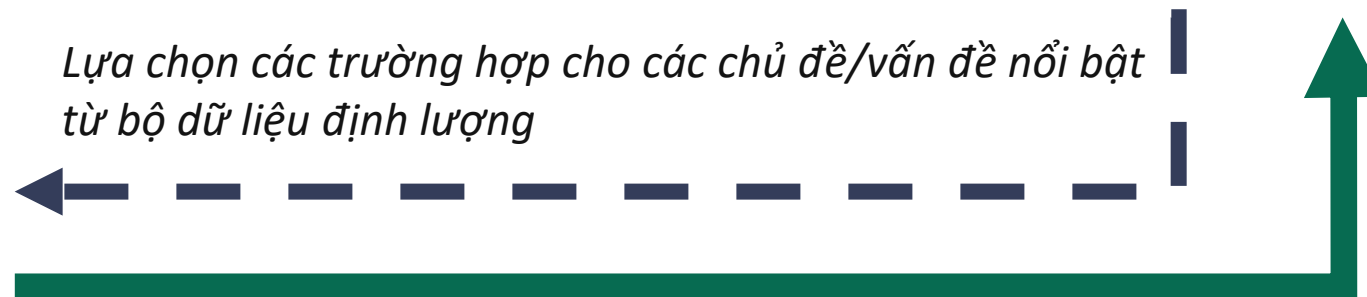 Lựa chọn các trường hợp cho các chủ đề/vấn đề nổi bật
từ bộ dữ liệu định lượng